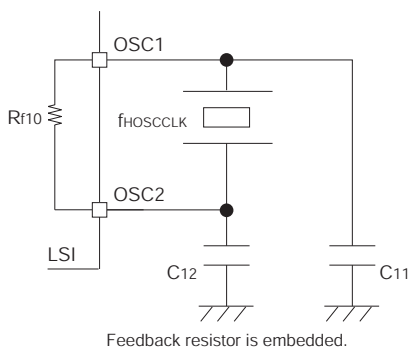 OSC1
Rf10
fHOSCCLK
OSC2
LSI
C12
C11
Feedback resistor is embedded.